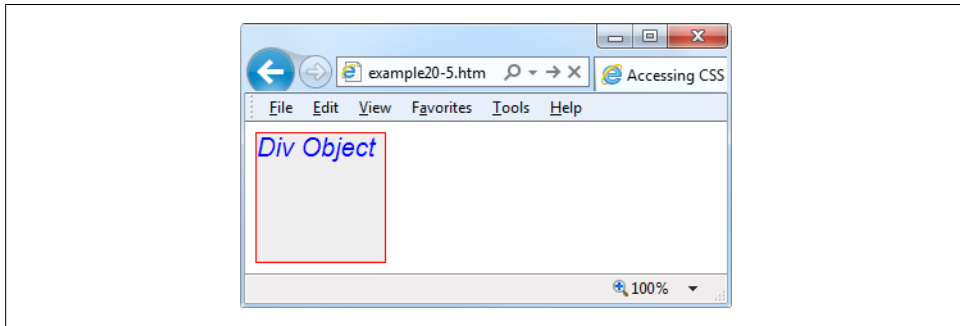 example20-5.htm
Accessing CSS
File Edit View Favorites Tools Help
Div Object
100%